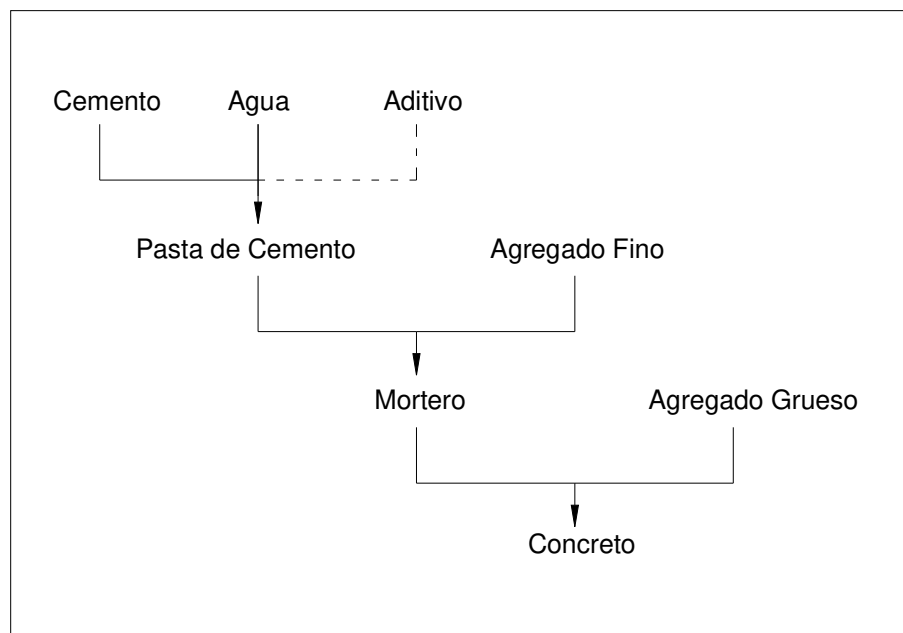 Cemento Agua Aditivo
Pasta de Cemento Agregado Fino
Mortero Agregado Grueso
Concreto